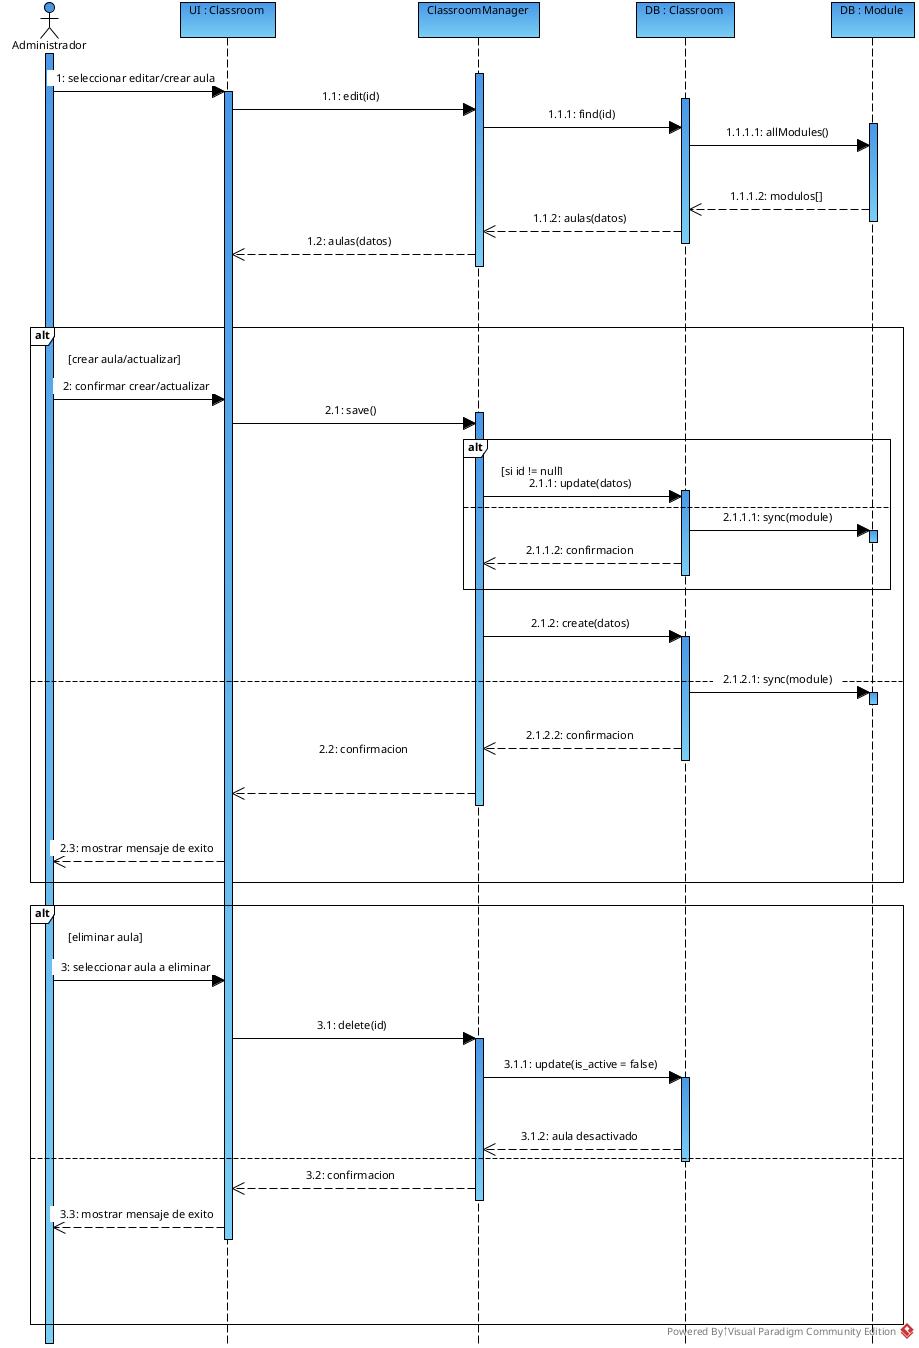 UI : Classroom
ClassroomManager
DB : Classroom
DB : Module
Administrador
1: seleccionar editar/crear aula
1.1: edit(id)
1.1.1: find(id)
1.1.1.1: allModules()
1.1.1.2: modulos[]
1.1.2: aulas(datos)
1.2: aulas(datos)
alt
[crear aula/actualizar]
2: confirmar crear/actualizar
2.1: save()
alt
[si id != null]
2.1.1: update(datos)
2.1.1.1: sync(module)
2.1.1.2: confirmacion
2.1.2: create(datos)
2.1.2.1: sync(module)
2.1.2.2: confirmacion
2.2: confirmacion
2.3: mostrar mensaje de exito
alt
[eliminar aula]
3: seleccionar aula a eliminar
3.1: delete(id)
3.1.1: update(is_active = false)
3.1.2: aula desactivado
3.2: confirmacion
3.3: mostrar mensaje de exito
Powered By Visual Paradigm Community Edition